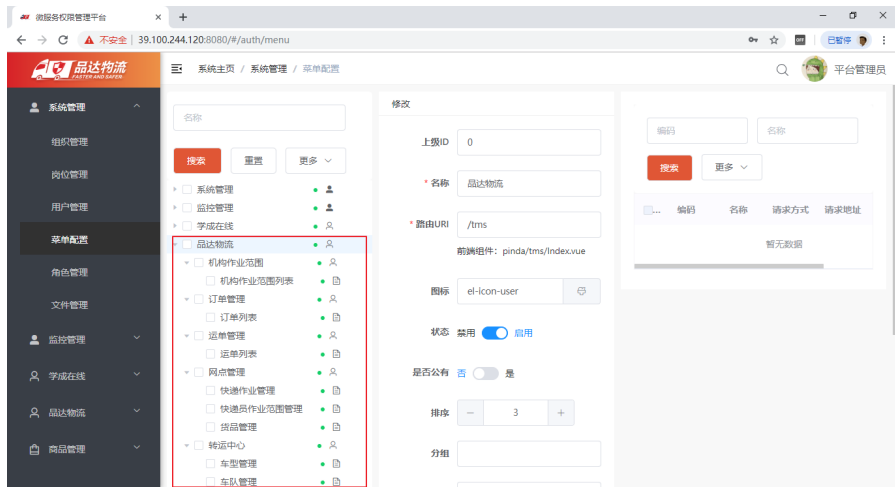 微服务权限管理平台
不安全 39.100.244.120:8080/#/auth/menu
已暂停
品达物流
FASTER AND SAFER
系统主页 / 系统管理 / 菜单配置
平台管理员
系统管理
组织管理
岗位管理
用户管理
菜单配置
角色管理
文件管理
监控管理
学成在线
品达物流
商品管理
名称
搜索 重置 更多
系统管理
监控管理
学成在线
品达物流
机构作业范围
机构作业范围列表
订单管理
订单列表
运单管理
运单列表
网点管理
快递作业管理
快递员作业范围管理
货品管理
转运中心
车型管理
车队管理
修改
上级ID 0
* 名称 品达物流
* 路由URI /tms
前端组件：pinda/tms/Index.vue
图标 el-icon-user
状态 禁用 启用
是否公有 否 是
排序 − 3 +
分组
编码 名称
搜索 更多
... 编码 名称 请求方式 请求地址
暂无数据